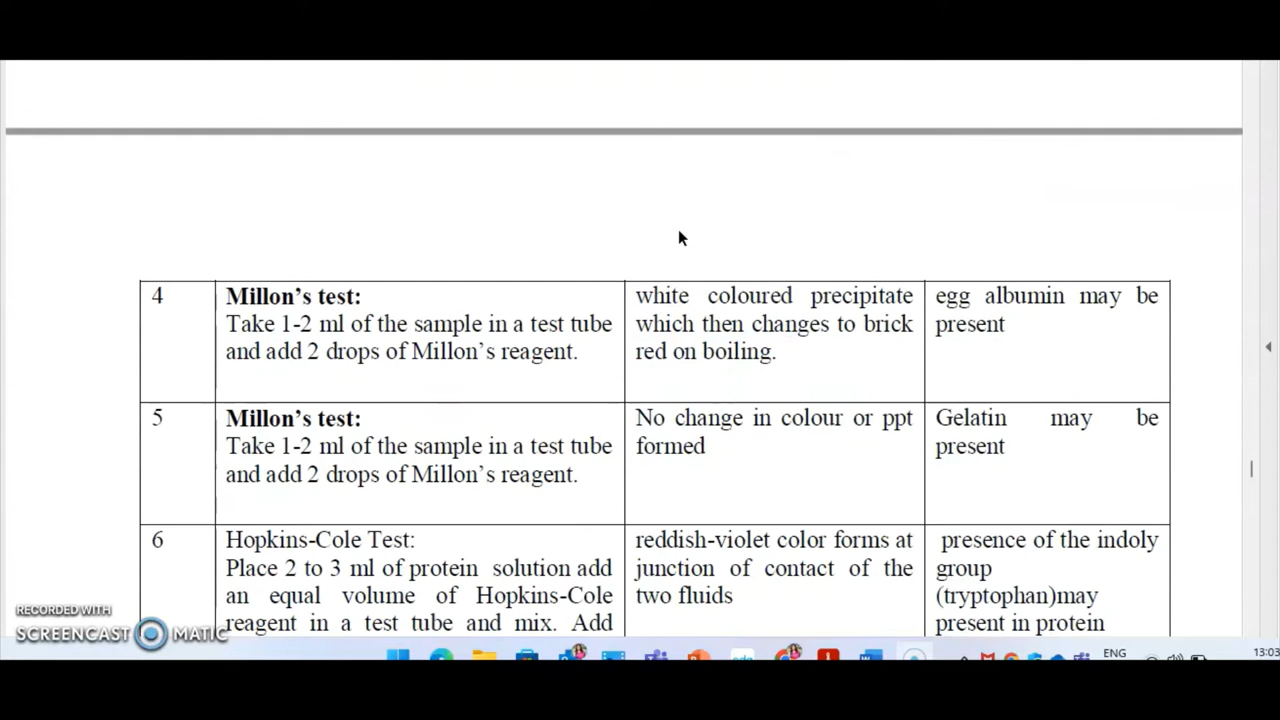 4
Millon's test:
Take 1-2 ml of the sample in a test tube
and add 2 drops of Millon's reagent.
white coloured precipitate
which then changes to brick
red on boiling.
egg albumin may be
present
5
Millon's test:
Take 1-2 ml of the sample in a test tube
and add 2 drops of Millon's reagent.
No change in colour or ppt
formed
Gelatin may be
present
6
Hopkins-Cole Test:
Place 2 to 3 ml of protein solution add
an equal volume of Hopkins-Cole
reagent in a test tube and mix. Add
reddish-violet color forms at
junction of contact of the
two fluids
presence of the indoly
group
(tryptophan)may
present in protein
RECORDED WITH
SCREENCAST MATIC
ENG
13:03